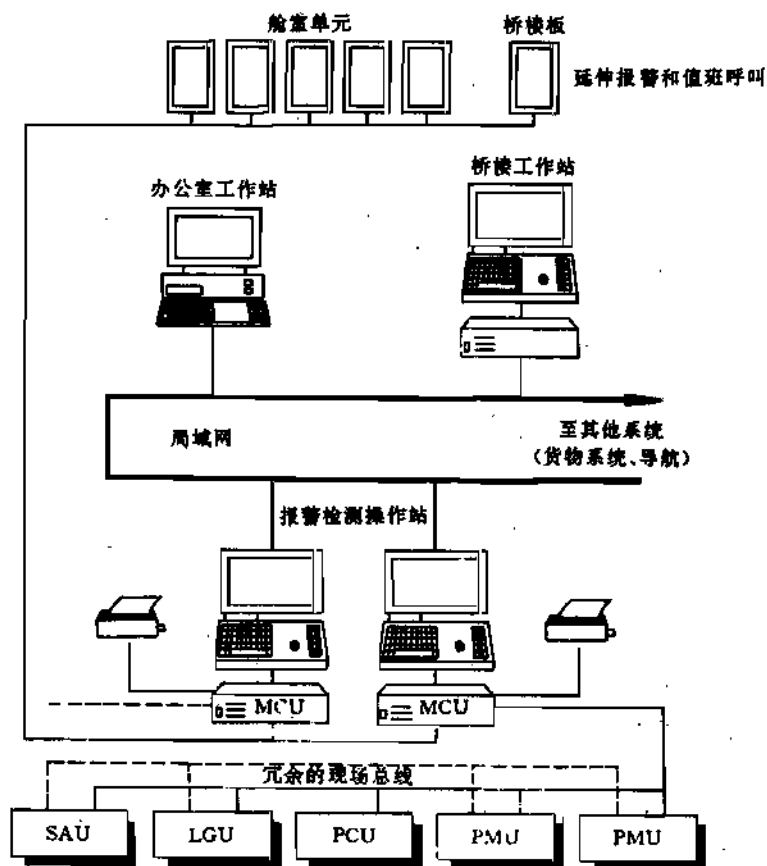 舱室单元
桥楼板
延伸报警和值班呼叫
办公室工作站
桥楼工作站
局域网
至其他系统
(货物系统、导航)
报警检测操作站
MCU
MCU
冗余的现场总线
SAU
LGU
PCU
PMU
PMU